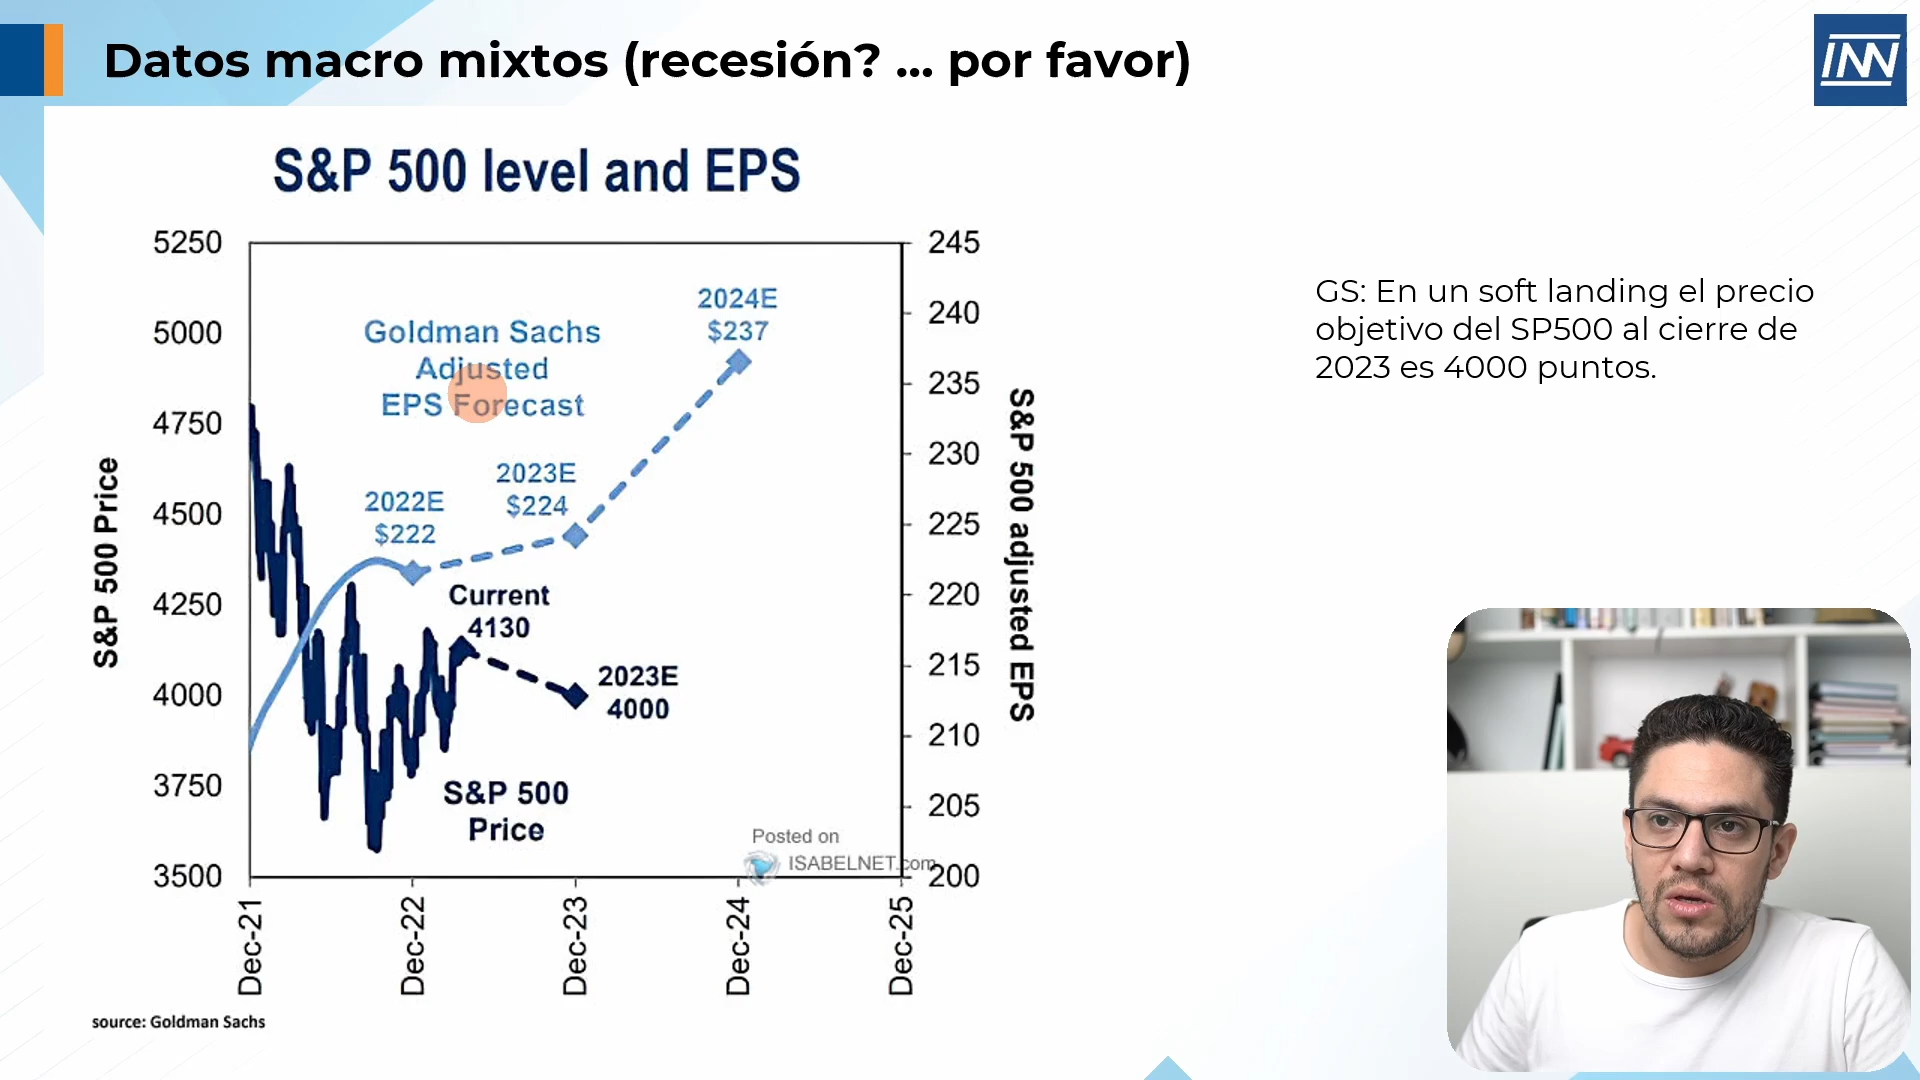 Datos macro mixtos (recesión? ... por favor)
INN
S&P 500 level and EPS
5250
5000
4750
4500
4250
4000
3750
3500
S&P 500 Price
245
240
235
230
225
220
215
210
205
200
S&P 500 adjusted EPS
Goldman Sachs
Adjusted
EPS Forecast
2024E
$237
2023E
$224
2022E
$222
Current
4130
2023E
4000
S&P 500
Price
Posted on
ISABELNET.com
Dec-21
Dec-22
Dec-23
Dec-24
Dec-25
source: Goldman Sachs
GS: En un soft landing el precio
objetivo del SP500 al cierre de
2023 es 4000 puntos.